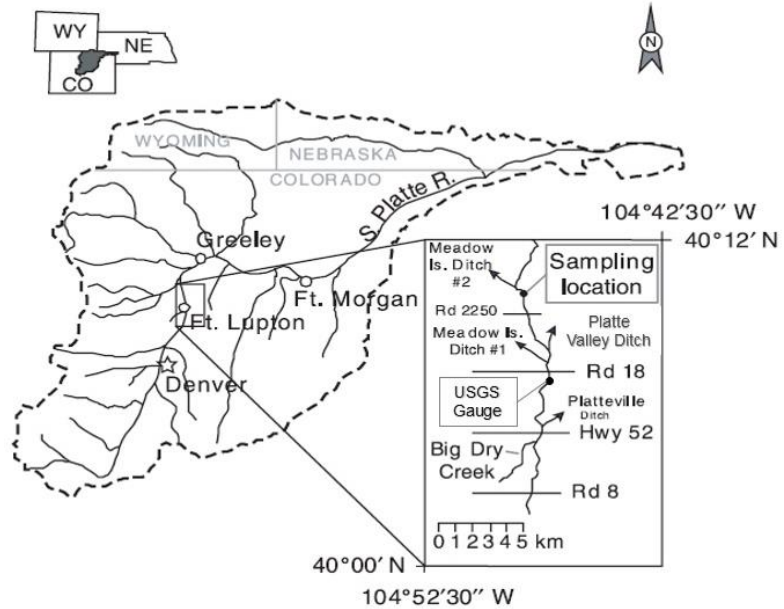 WY
NE
CO
N
WYOMING
NEBRASKA
COLORADO
S Platte R.
Greeley
Ft. Morgan
Ft. Lupton
Denver
104°42′30″ W
40°12′ N
Meadow
Is. Ditch
#2
Sampling
location
Rd 2250
Meadow Is.
Ditch #1
Platte
Valley Ditch
Rd 18
USGS
Gauge
Platteville
Ditch
Hwy 52
Big Dry
Creek
Rd 8
0 1 2 3 4 5 km
40°00′ N
104°52′30″ W